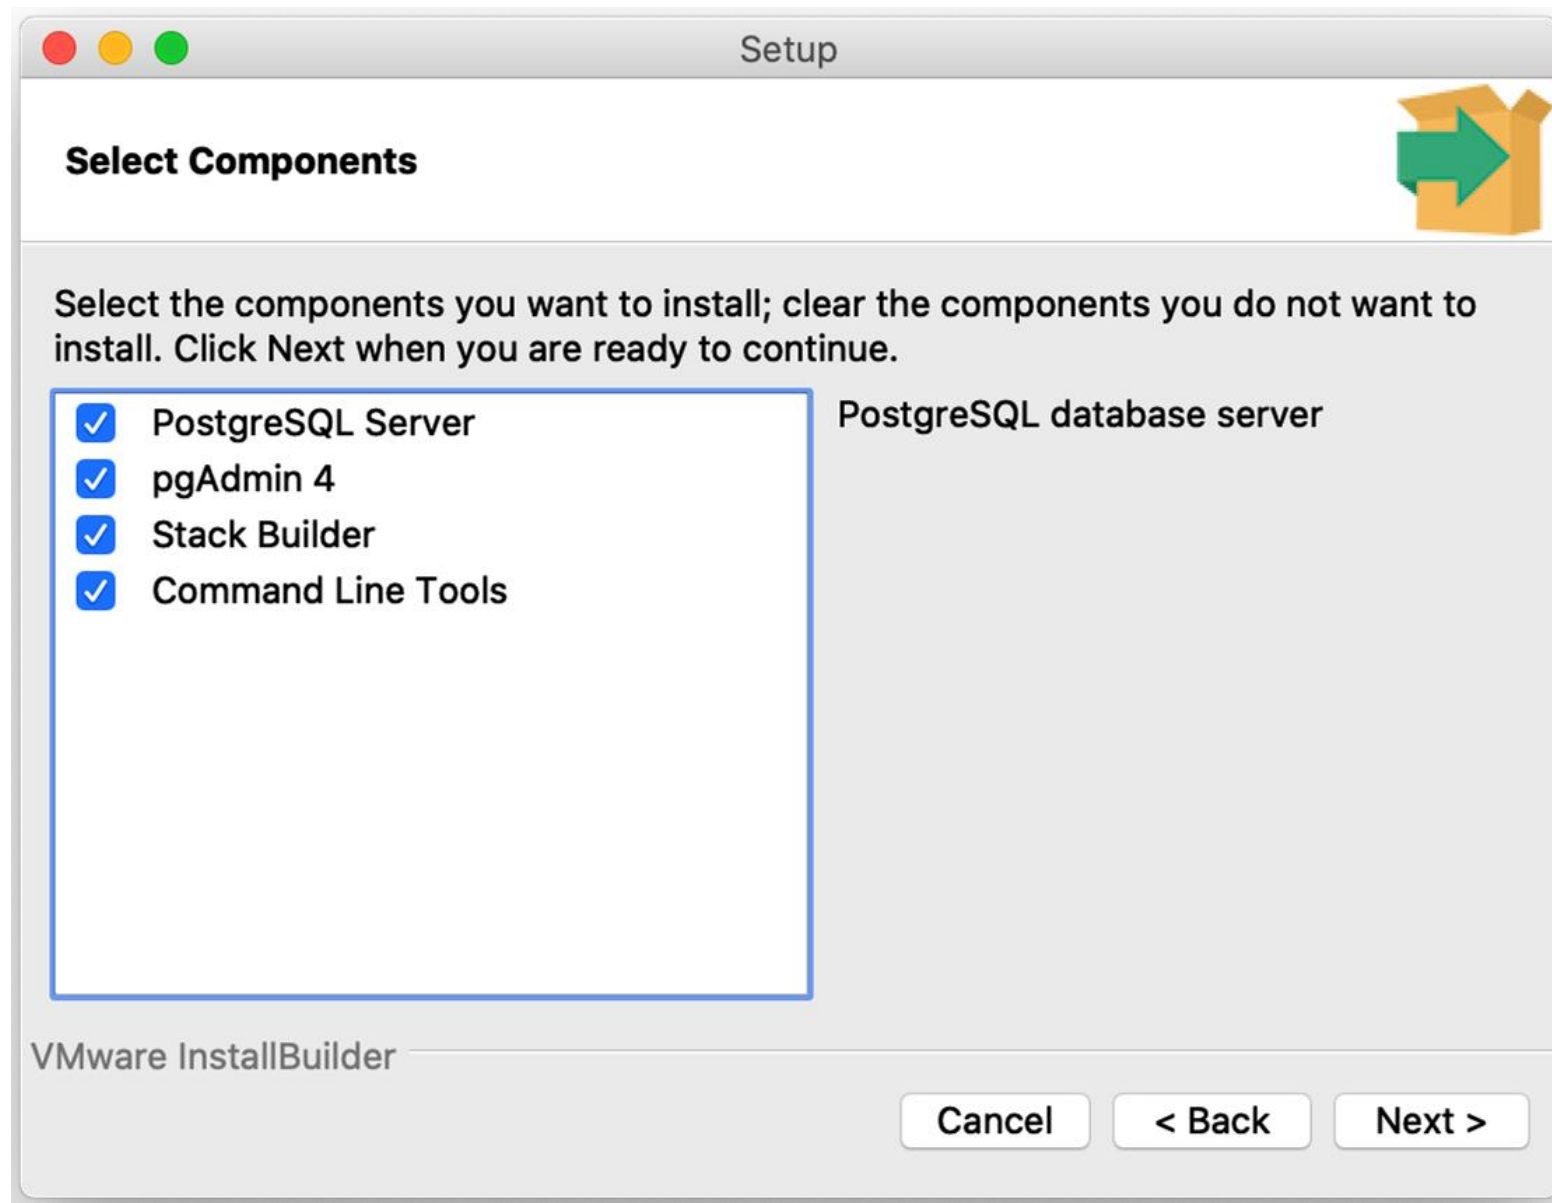 Setup
Select Components
Select the components you want to install; clear the components you do not want to
install. Click Next when you are ready to continue.
PostgreSQL Server
pgAdmin 4
Stack Builder
Command Line Tools
PostgreSQL database server
VMware InstallBuilder
Cancel
< Back
Next >